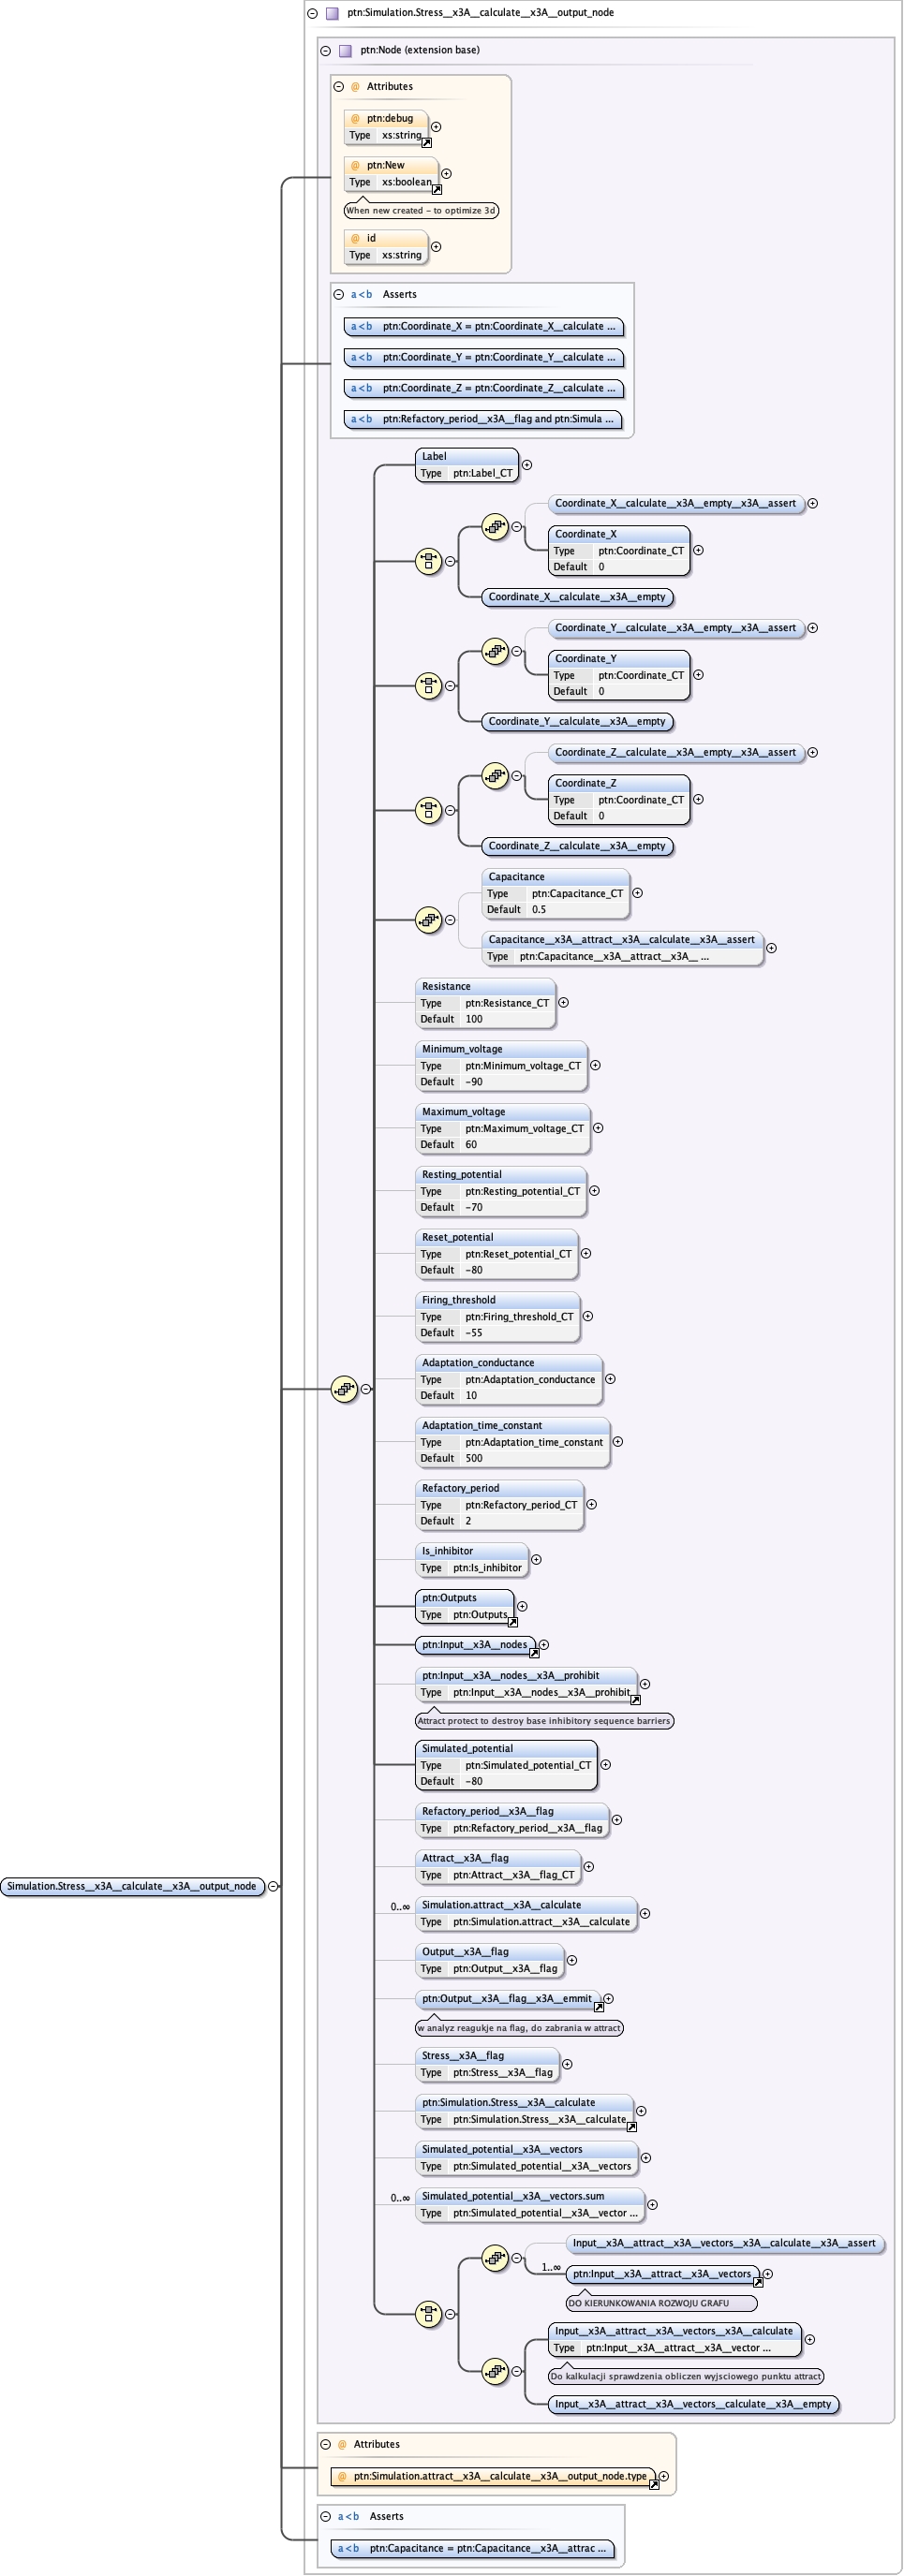 ptn:Simulation.Stress__x3A__calculate__x3A__output_node
ptn:Node (extension base)
@ Attributes
@ ptn:debug
Type xs:string
@ ptn:New
Type xs:boolean
When new created - to optimize 3d
@ id
Type xs:string
a<b Asserts
a<b ptn:Coordinate_X = ptn:Coordinate_X__calculate ...
a<b ptn:Coordinate_Y = ptn:Coordinate_Y__calculate ...
a<b ptn:Coordinate_Z = ptn:Coordinate_Z__calculate ...
a<b ptn:Refactory_period__x3A__flag and ptn:Simula ...
Label
Type ptn:Label_CT
Coordinate_X__calculate__x3A__empty__x3A__assert
Coordinate_X
Type ptn:Coordinate_CT
Default 0
Coordinate_X__calculate__x3A__empty
Coordinate_Y__calculate__x3A__empty__x3A__assert
Coordinate_Y
Type ptn:Coordinate_CT
Default 0
Coordinate_Y__calculate__x3A__empty
Coordinate_Z__calculate__x3A__empty__x3A__assert
Coordinate_Z
Type ptn:Coordinate_CT
Default 0
Coordinate_Z__calculate__x3A__empty
Capacitance
Type ptn:Capacitance_CT
Default 0.5
Capacitance__x3A__attract__x3A__calculate__x3A__assert
Type ptn:Capacitance__x3A__attract__x3A__ ...
Resistance
Type ptn:Resistance_CT
Default 100
Minimum_voltage
Type ptn:Minimum_voltage_CT
Default -90
Maximum_voltage
Type ptn:Maximum_voltage_CT
Default 60
Resting_potential
Type ptn:Resting_potential_CT
Default -70
Reset_potential
Type ptn:Reset_potential_CT
Default -80
Firing_threshold
Type ptn:Firing_threshold_CT
Default -55
Adaptation_conductance
Type ptn:Adaptation_conductance
Default 10
Adaptation_time_constant
Type ptn:Adaptation_time_constant
Default 500
Refactory_period
Type ptn:Refactory_period_CT
Default 2
Is_inhibitor
Type ptn:Is_inhibitor
ptn:Outputs
Type ptn:Outputs
ptn:Input__x3A__nodes
ptn:Input__x3A__nodes__x3A__prohibit
Type ptn:Input__x3A__nodes__x3A__prohibit
Attract protect to destroy base inhibitory sequence barriers
Simulated_potential
Type ptn:Simulated_potential_CT
Default -80
Refactory_period__x3A__flag
Type ptn:Refactory_period__x3A__flag
Attract__x3A__flag
Type ptn:Attract__x3A__flag_CT
Simulation.Stress__x3A__calculate__x3A__output_node
0..∞ Simulation.attract__x3A__calculate
Type ptn:Simulation.attract__x3A__calculate
Output__x3A__flag
Type ptn:Output__x3A__flag
ptn:Output__x3A__flag__x3A__emmit
w analyz reagukje na flag, do zabrania w attract
Stress__x3A__flag
Type ptn:Stress__x3A__flag
ptn:Simulation.Stress__x3A__calculate
Type ptn:Simulation.Stress__x3A__calculate
Simulated_potential__x3A__vectors
Type ptn:Simulated_potential__x3A__vectors
0..∞ Simulated_potential__x3A__vectors.sum
Type ptn:Simulated_potential__x3A__vector ...
Input__x3A__attract__x3A__vectors__x3A__calculate__x3A__assert
1..∞ ptn:Input__x3A__attract__x3A__vectors
DO KIERUNKOWANIA ROZWOJU GRAFU
Input__x3A__attract__x3A__vectors__x3A__calculate
Type ptn:Input__x3A__attract__x3A__vector ...
Do kalkulacji sprawdzenia obliczen wyjsciowego punktu attract
Input__x3A__attract__x3A__vectors__calculate__x3A__empty
@ Attributes
@ ptn:Simulation.attract__x3A__calculate__x3A__output_node.type
a<b Asserts
a<b ptn:Capacitance = ptn:Capacitance__x3A__attrac ...